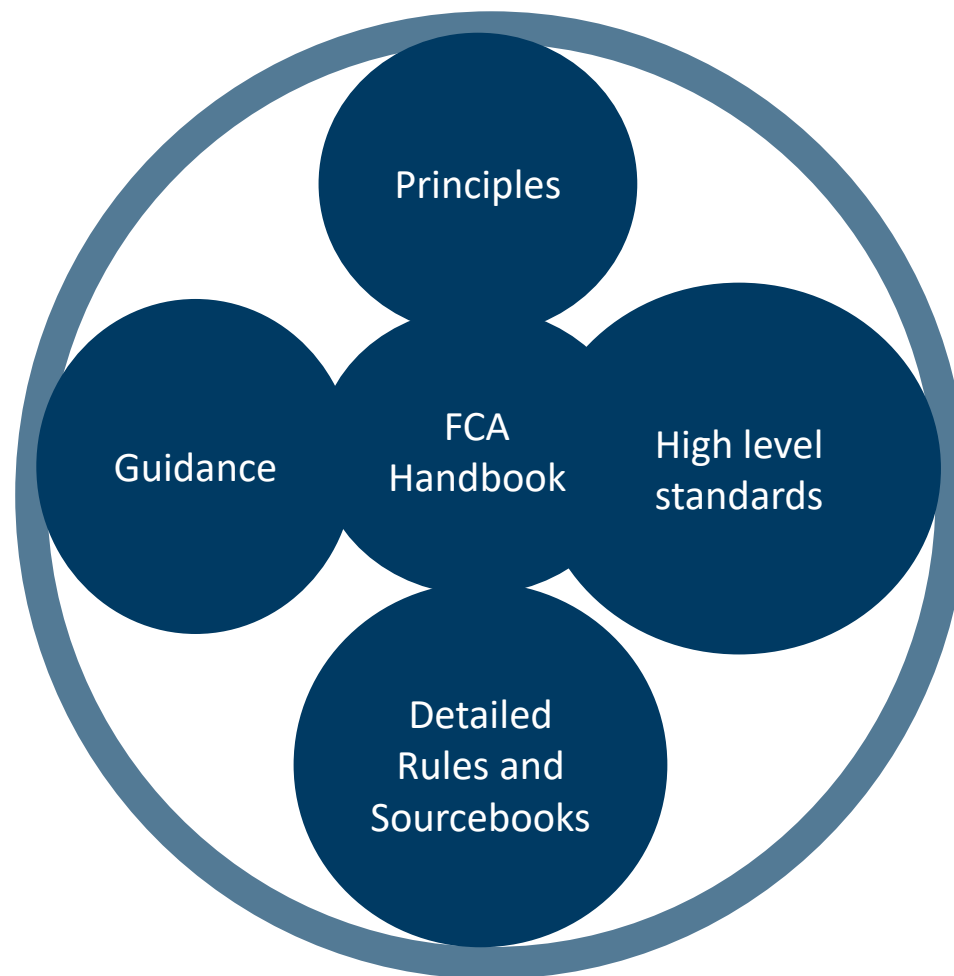 Principles
Guidance
FCA
Handbook
High level
standards
Detailed
Rules and
Sourcebooks